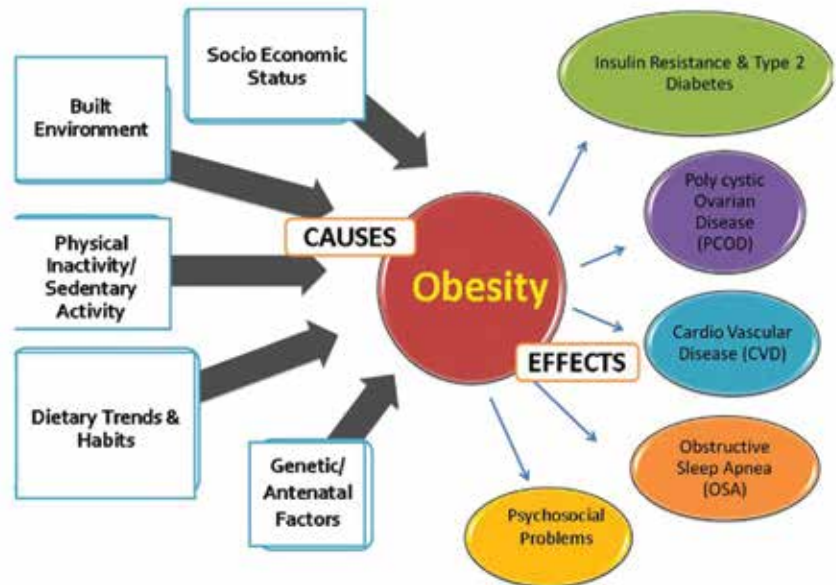 Socio Economic
Status
Built
Environment
Physical
Inactivity/
Sedentary
Activity
Dietary Trends &
Habits
Genetic/
Antenatal
Factors
CAUSES
Obesity
EFFECTS
Insulin Resistance & Type 2
Diabetes
Poly cystic
Ovarian
Disease
(PCOD)
Cardio Vascular
Disease (CVD)
Obstructive
Sleep Apnea
(OSA)
Psychosocial
Problems